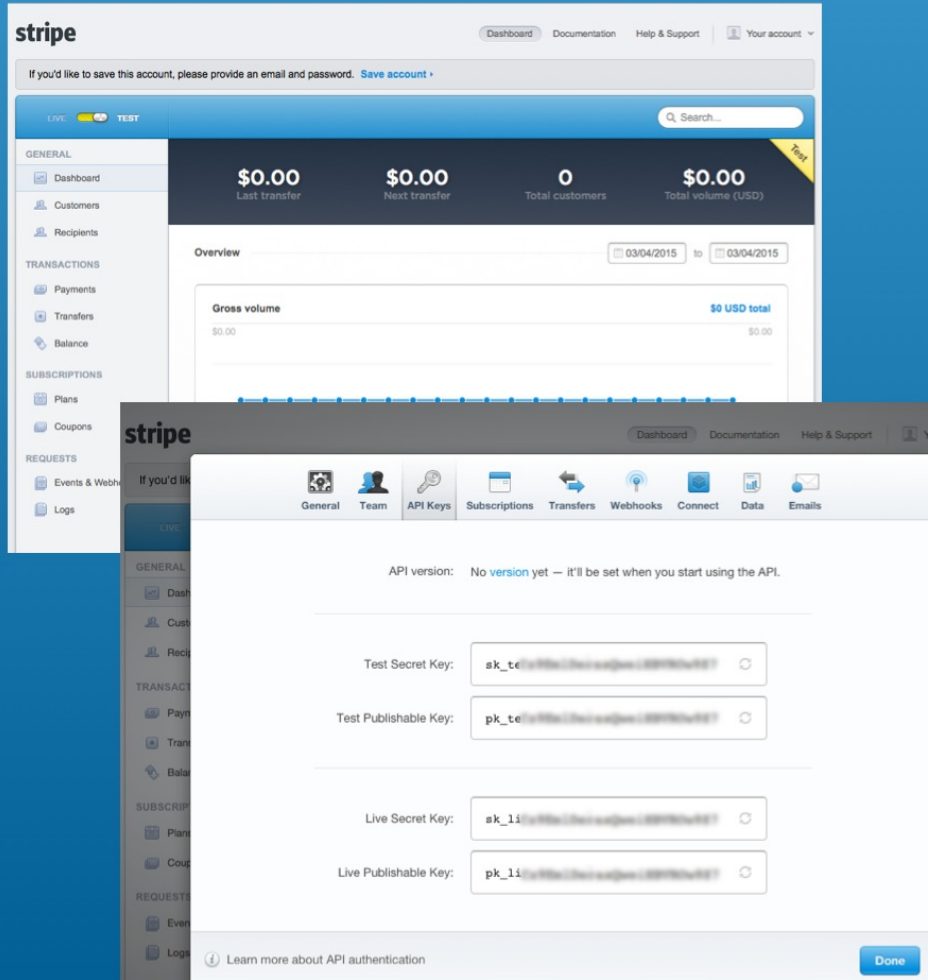 stripe
Dashboard Documentation Help & Support Your account
If you'd like to save this account, please provide an email and password. Save account ›
LIVE TEST
Search...
GENERAL
Dashboard
Customers
Recipients
TRANSACTIONS
Payments
Transfers
Balance
SUBSCRIPTIONS
Plans
Coupons
REQUESTS
Events & Webh
Logs
Test
$0.00 $0.00 0 $0.00
Last transfer Next transfer Total customers Total volume (USD)
Overview 03/04/2015 to 03/04/2015
Gross volume $0 USD total
$0.00 $0.00
stripe
Dashboard Documentation Help & Support Y
If you'd lik
LIVE
GENERAL
Dash
Cust
Recip
TRANSACT
Paym
Tran
Balan
SUBSCRIP
Plans
Coup
REQUESTS
Even
Logs
General Team API Keys Subscriptions Transfers Webhooks Connect Data Emails
API version: No version yet — it'll be set when you start using the API.
Test Secret Key: sk_te
Test Publishable Key: pk_te
Live Secret Key: sk_li
Live Publishable Key: pk_li
Learn more about API authentication
Done